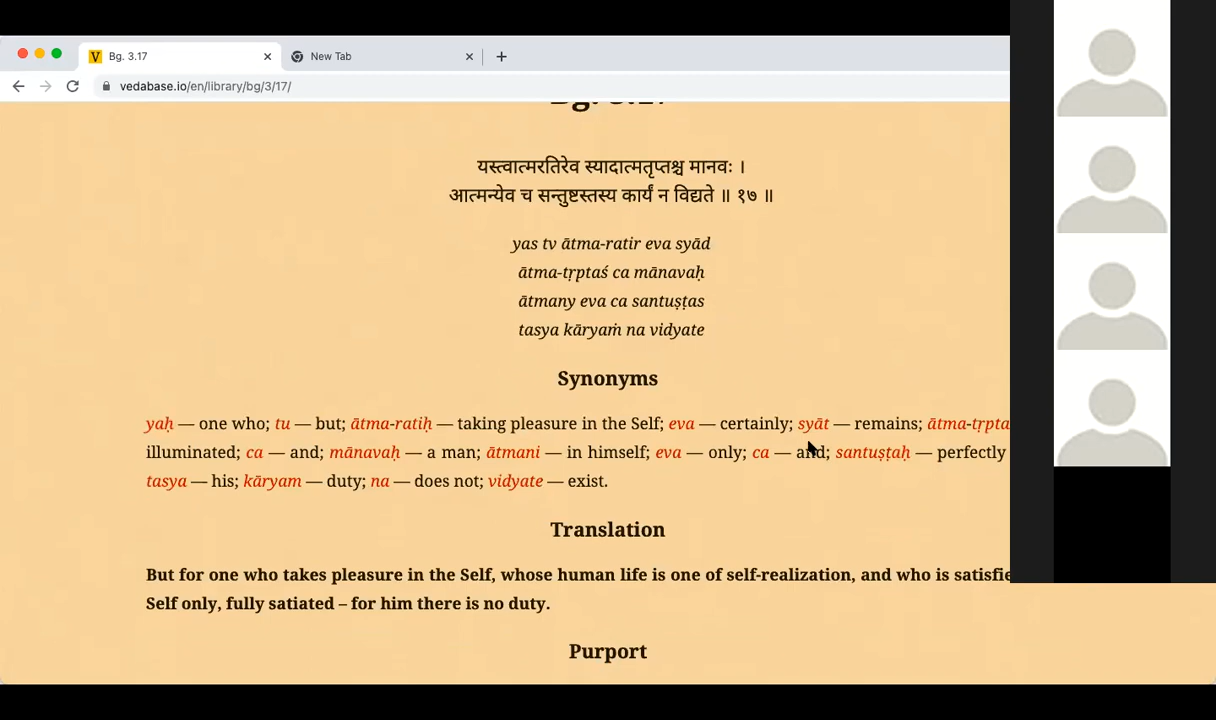 Bg. 3.17
New Tab
vedabase.io/en/library/bg/3/17/
Bg. 3.17
यस्त्वात्मरतिरेव स्यादात्मतृप्तश्च मानवः ।
आत्मन्येव च सन्तुष्टस्तस्य कार्यं न विद्यते ॥ १७ ॥
yas tv ātma-ratir eva syād
ātma-tṛptaś ca mānavaḥ
ātmany eva ca santuṣṭas
tasya kāryaṁ na vidyate
Synonyms
yaḥ — one who; tu — but; ātma-ratiḥ — taking pleasure in the Self; eva — certainly; syāt — remains; ātma-tṛpta
illuminated; ca — and; mānavaḥ — a man; ātmani — in himself; eva — only; ca — and; santuṣṭaḥ — perfectly
tasya — his; kāryam — duty; na — does not; vidyate — exist.
Translation
But for one who takes pleasure in the Self, whose human life is one of self-realization, and who is satisfie
Self only, fully satiated – for him there is no duty.
Purport